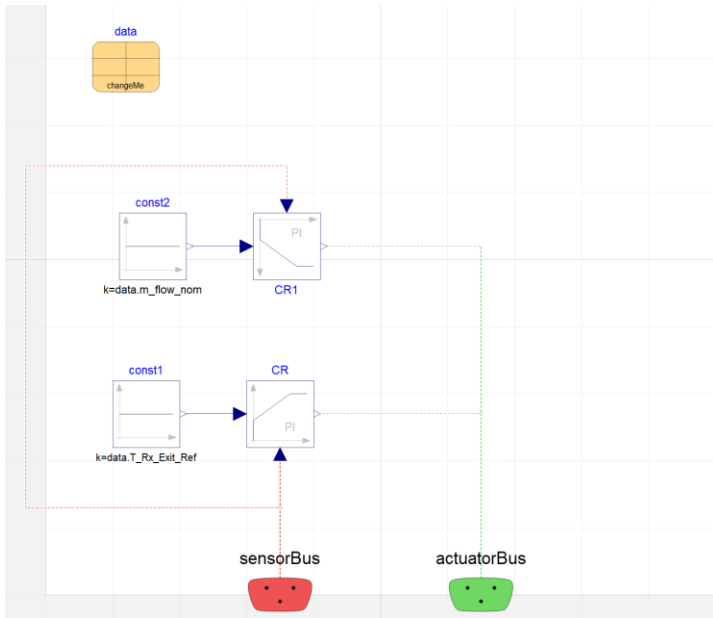 data
changeMe
const2
PI
k=data.m_flow_nom
CR1
const1
CR
PI
k=data.T_Rx_Exit_Ref
sensorBus
actuatorBus